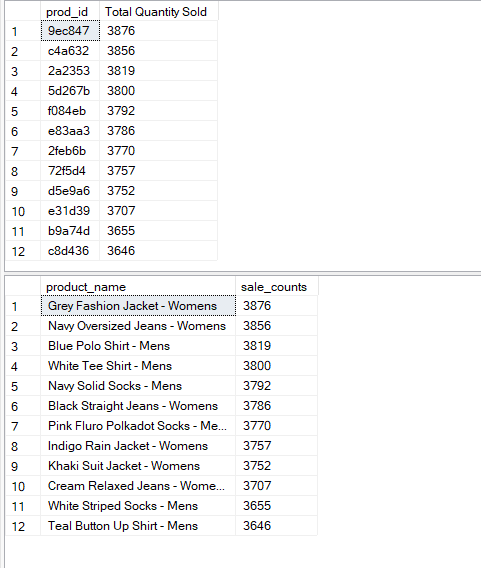 prod_id Total Quantity Sold
1 9ec847 3876
2 c4a632 3856
3 2a2353 3819
4 5d267b 3800
5 f084eb 3792
6 e83aa3 3786
7 2feb6b 3770
8 72f5d4 3757
9 d5e9a6 3752
10 e31d39 3707
11 b9a74d 3655
12 c8d436 3646
product_name sale_counts
1 Grey Fashion Jacket - Womens 3876
2 Navy Oversized Jeans - Womens 3856
3 Blue Polo Shirt - Mens 3819
4 White Tee Shirt - Mens 3800
5 Navy Solid Socks - Mens 3792
6 Black Straight Jeans - Womens 3786
7 Pink Fluro Polkadot Socks - Me... 3770
8 Indigo Rain Jacket - Womens 3757
9 Khaki Suit Jacket - Womens 3752
10 Cream Relaxed Jeans - Wome... 3707
11 White Striped Socks - Mens 3655
12 Teal Button Up Shirt - Mens 3646